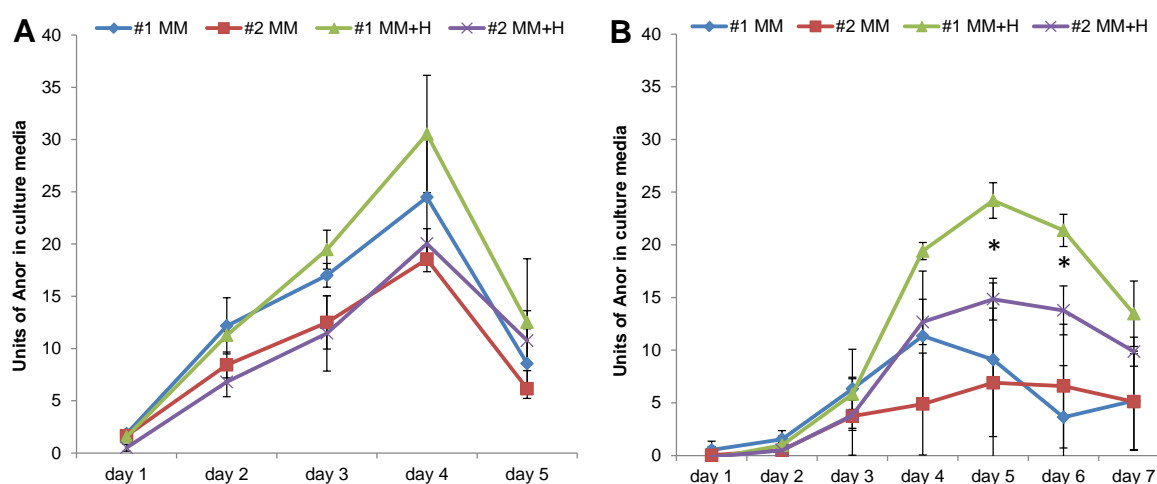 A
#1 MM #2 MM #1 MM+H #2 MM+H
Units of Anor in culture media
40
35
30
25
20
15
10
5
0
day 1 day 2 day 3 day 4 day 5
B
#1 MM #2 MM #1 MM+H #2 MM+H
Units of Anor in culture media
40
35
30
25
20
15
10
5
0
*
*
day 1 day 2 day 3 day 4 day 5 day 6 day 7